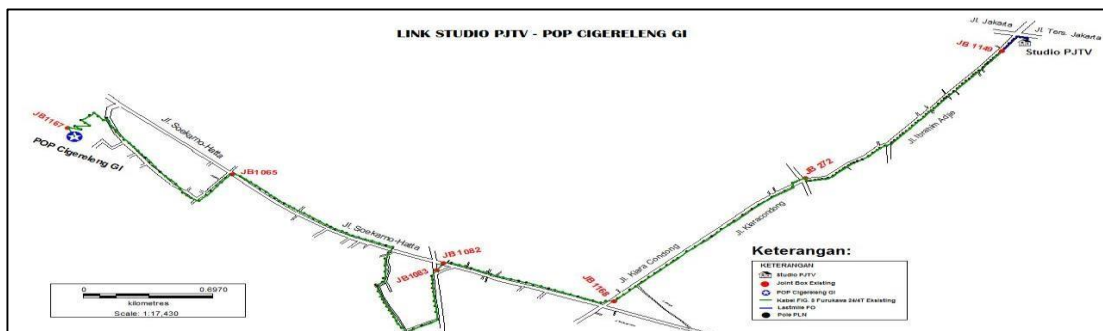 LINK STUDIO PJTV - POP CIGERELENG GI
Jl. Jakarta
Jl. Ters. Jakarta
JB 1149
Studio PJTV
Jl. Ibrahim Adjie
JB 272
Jl. Kiaracondong
Jl. Kiara Condong
JB 1168
JB 1082
JB1083
Jl. Soekarno-Hatta
JB1065
Jl. Soekarno-Hatta
JB1167
POP Cigereleng GI
0
0.6970
kilometres
Scale: 1:17,430
Keterangan:
KETERANGAN
Studio PJTV
Joint Box Existing
POP Cigereleng GI
Kabel FIG. 8 Furukawa 24/4T Eksisting
Lastmile FO
Pole PLN